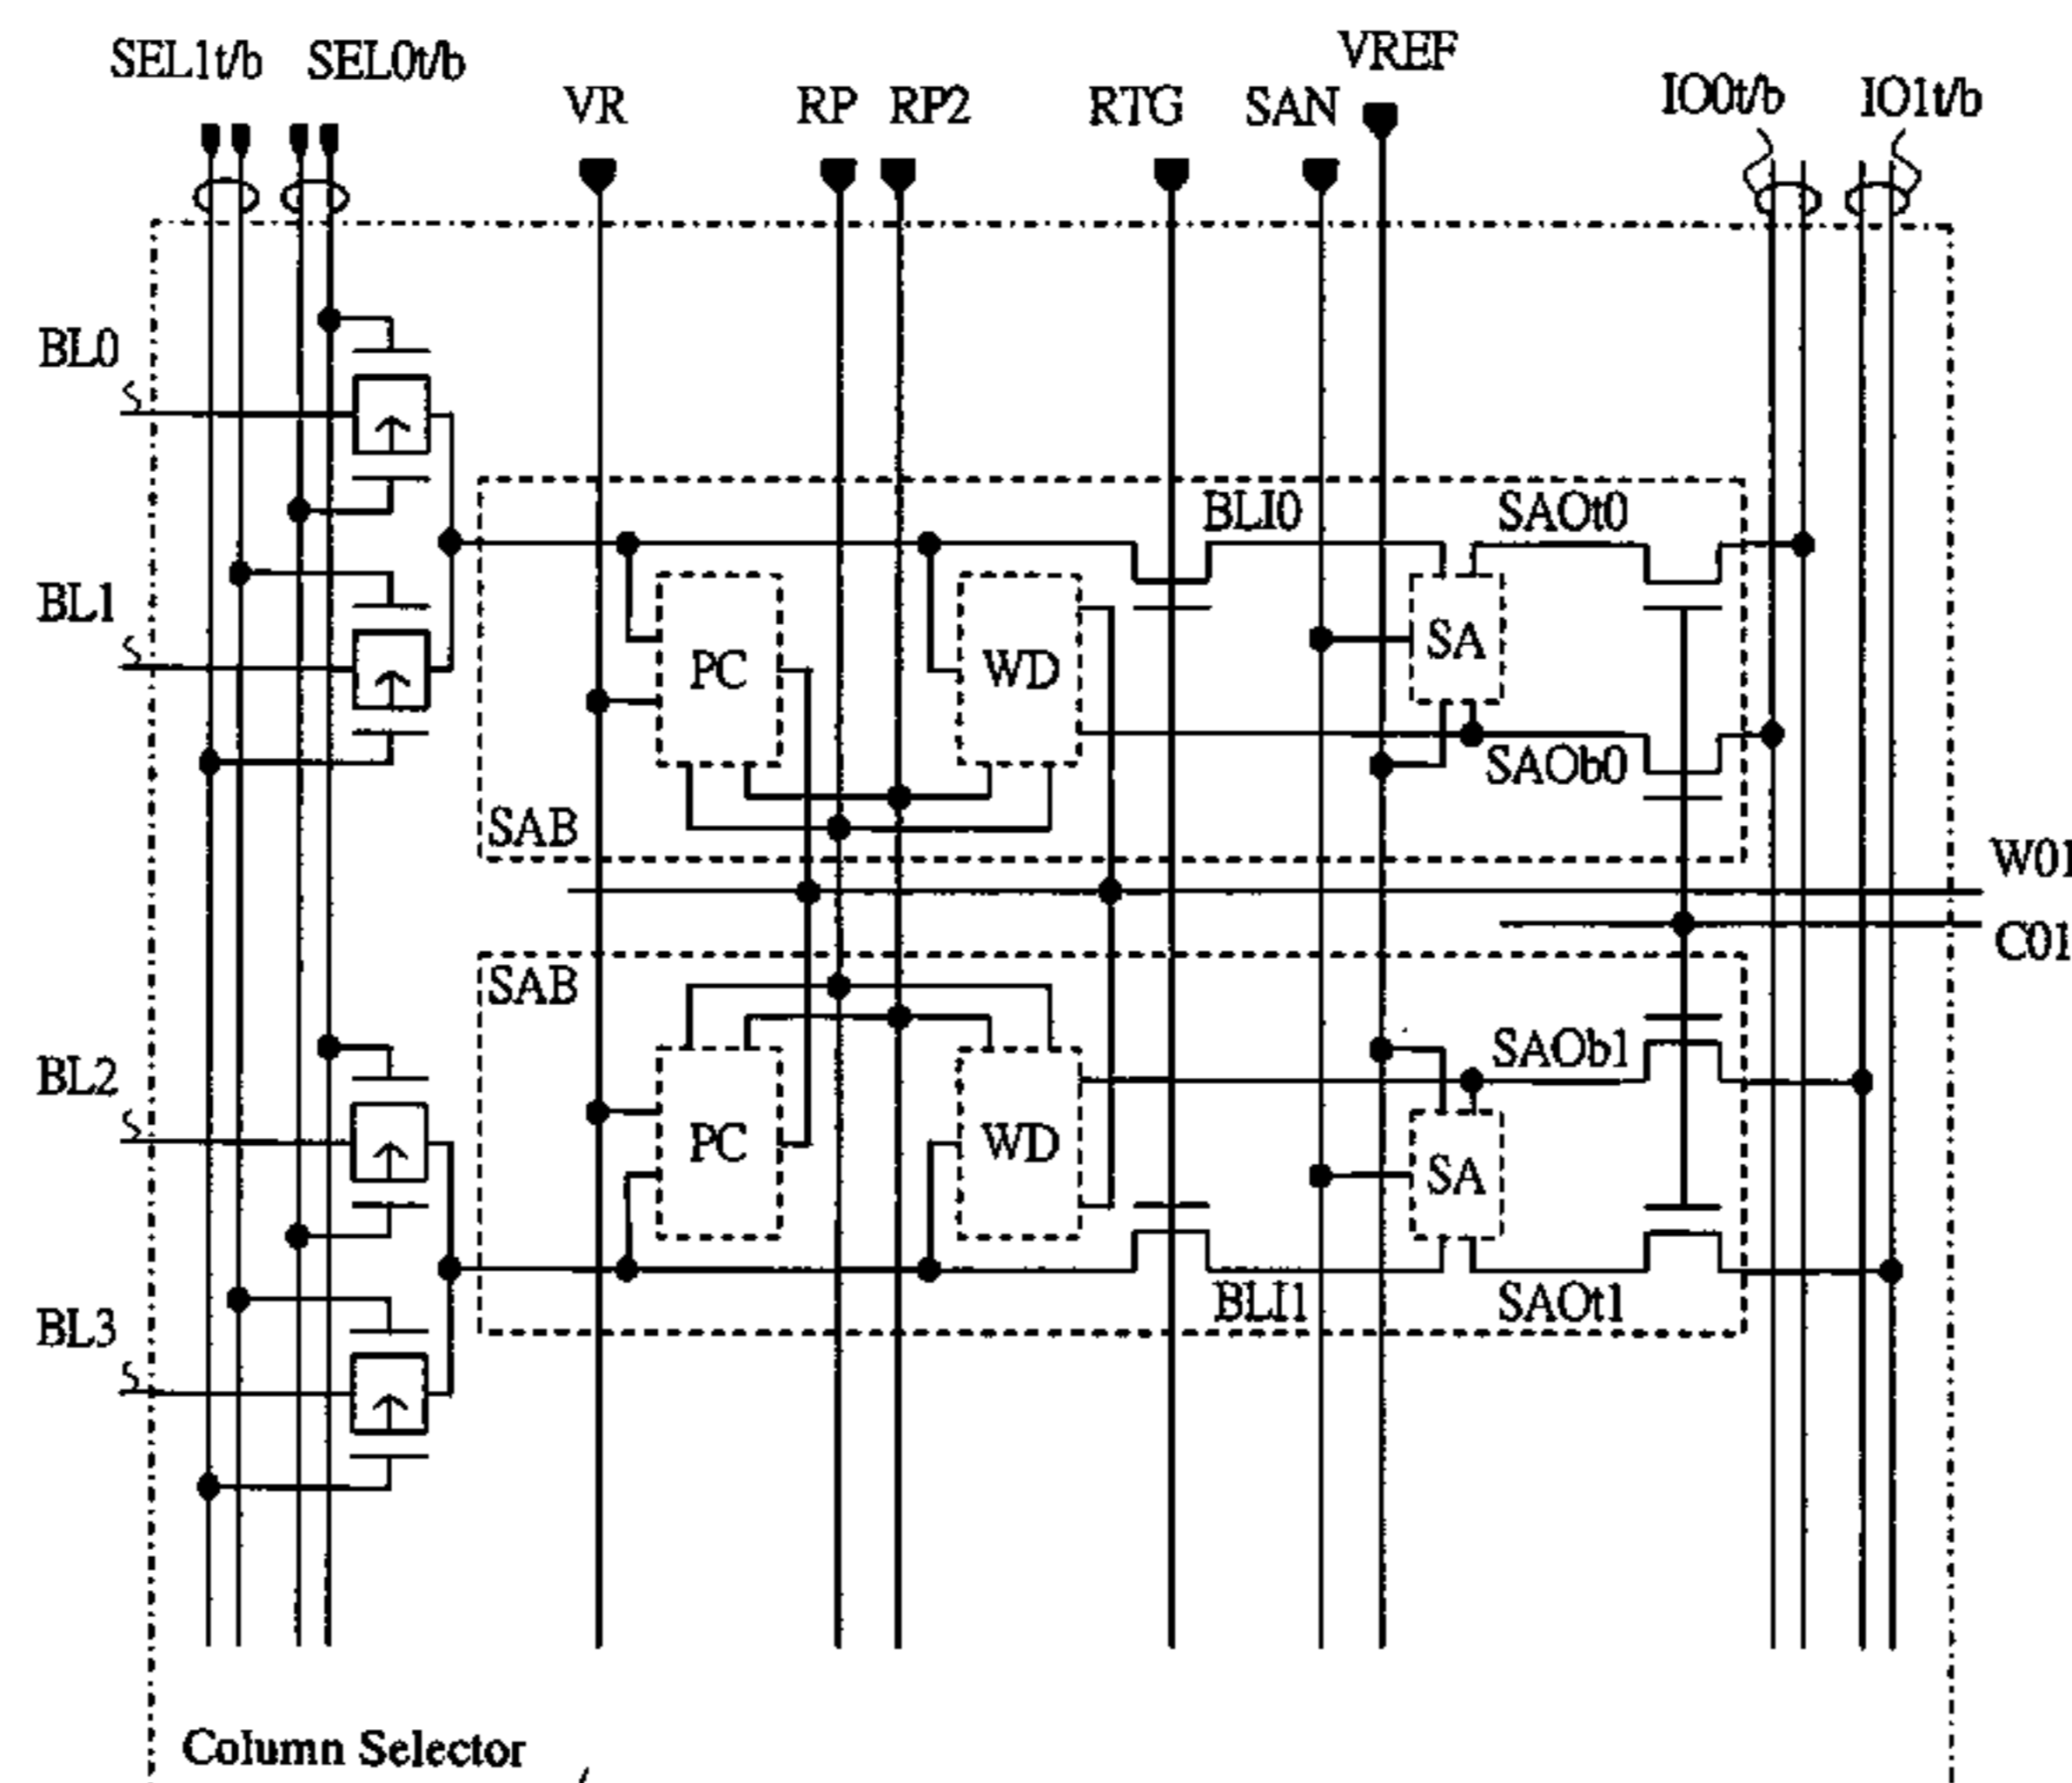 SEL1t/b
SEL0t/b
VR
RP
RP2
RTG
SAN
VREF
IO0t/b
IO1t/b
BL0
BL1
BLI0
SAOt0
PC
WD
SA
SAOb0
SAB
W01
C01
SAB
SAOb1
BL2
PC
WD
SA
BL3
BLI1
SAOt1
Column Selector